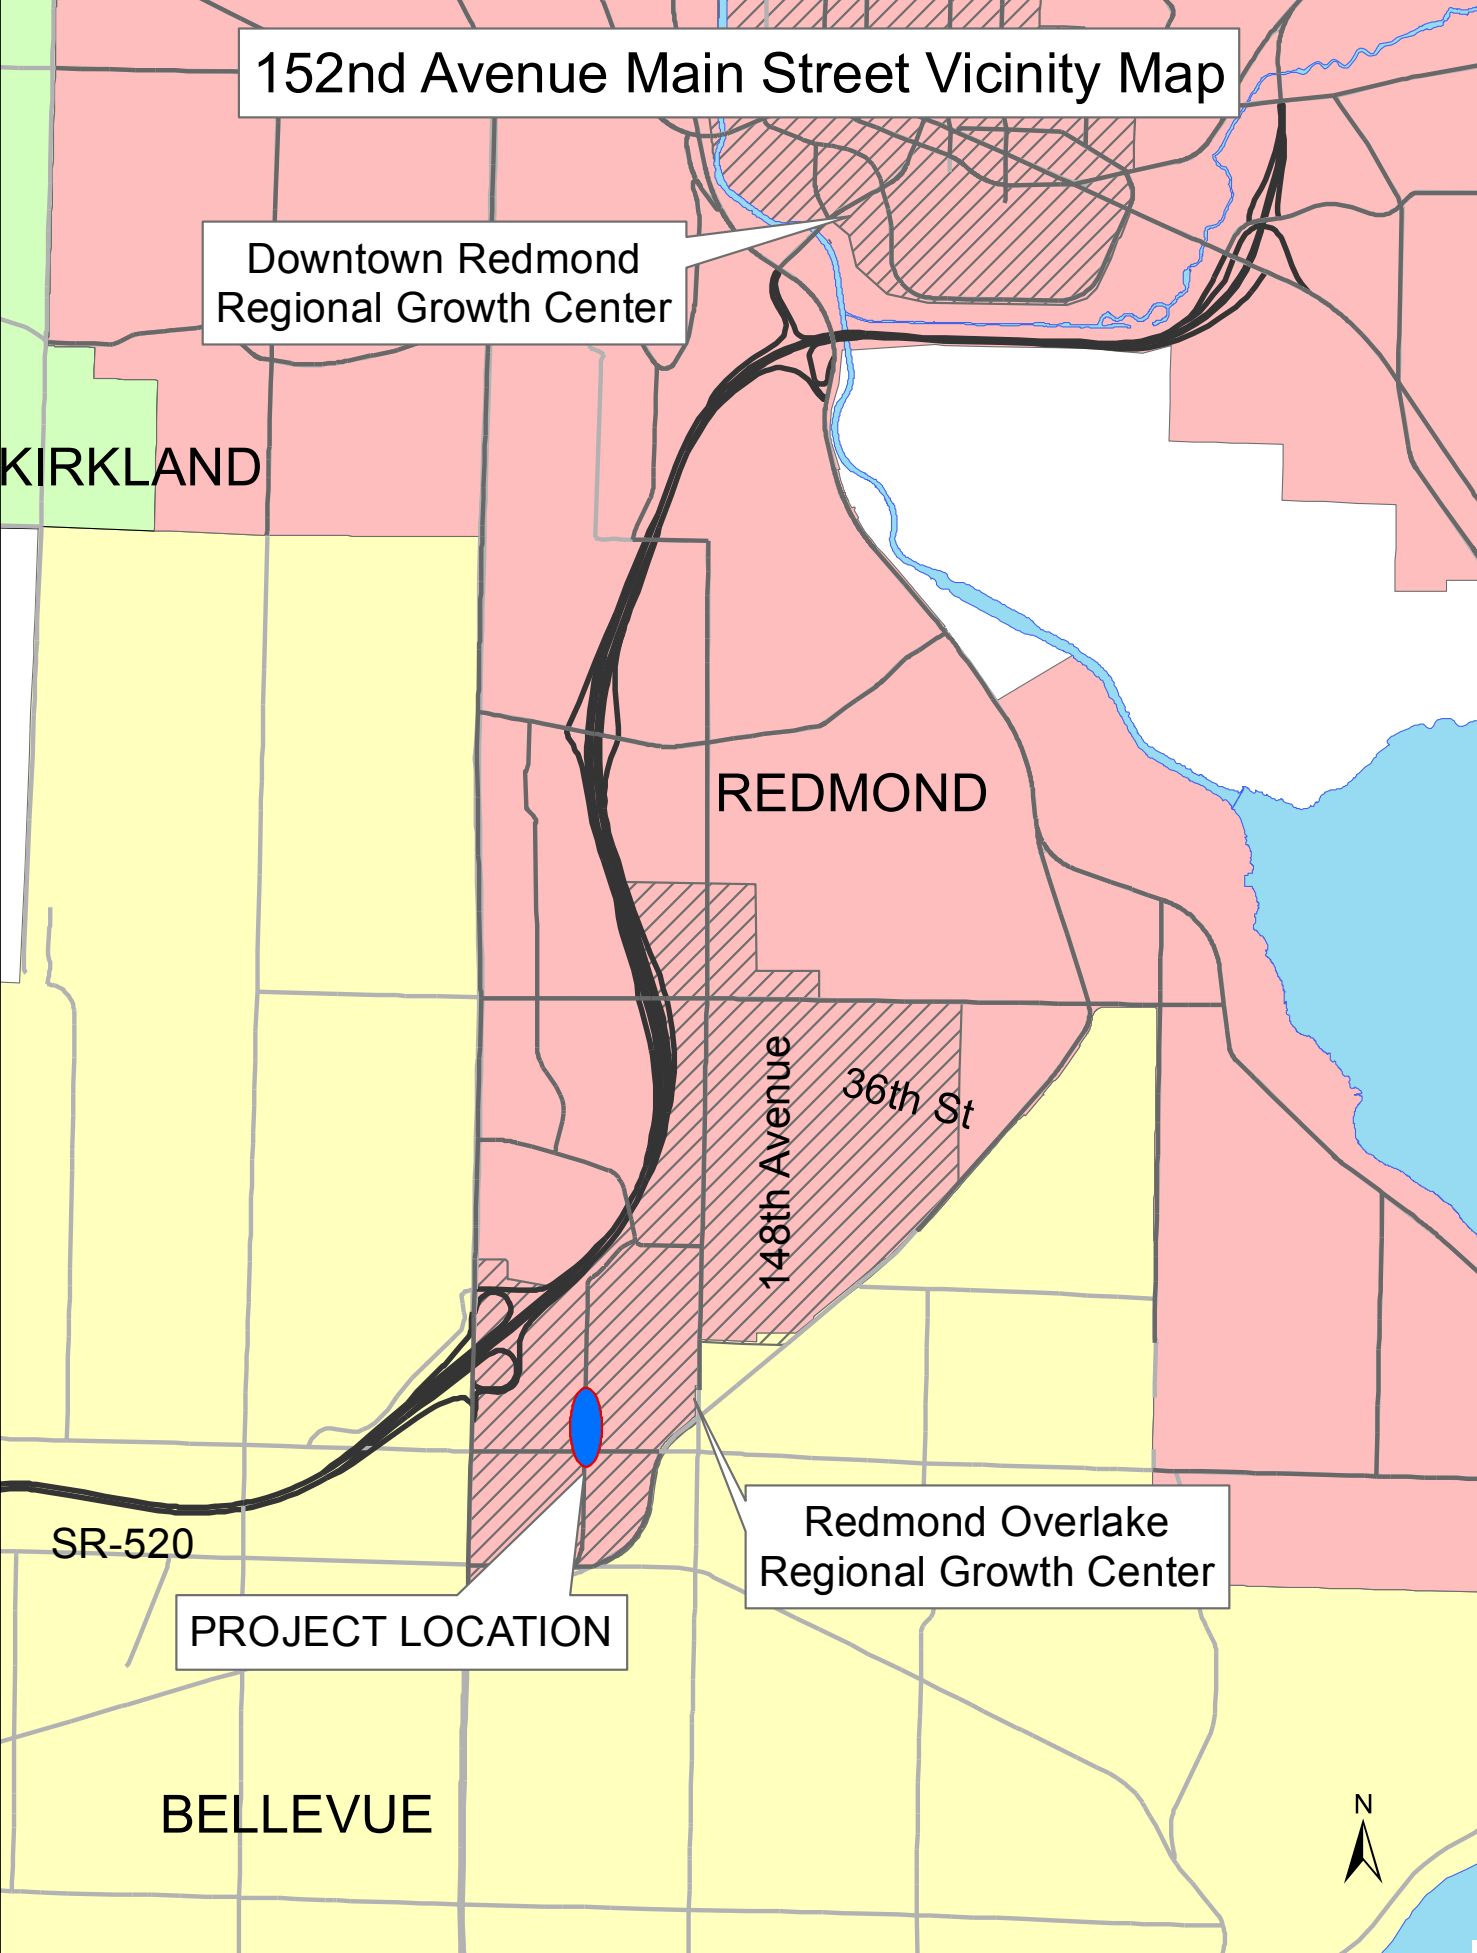 152nd Avenue Main Street Vicinity Map
Downtown Redmond
Regional Growth Center
KIRKLAND
REDMOND
148th Avenue
36th St
Redmond Overlake
Regional Growth Center
SR-520
PROJECT LOCATION
BELLEVUE
N